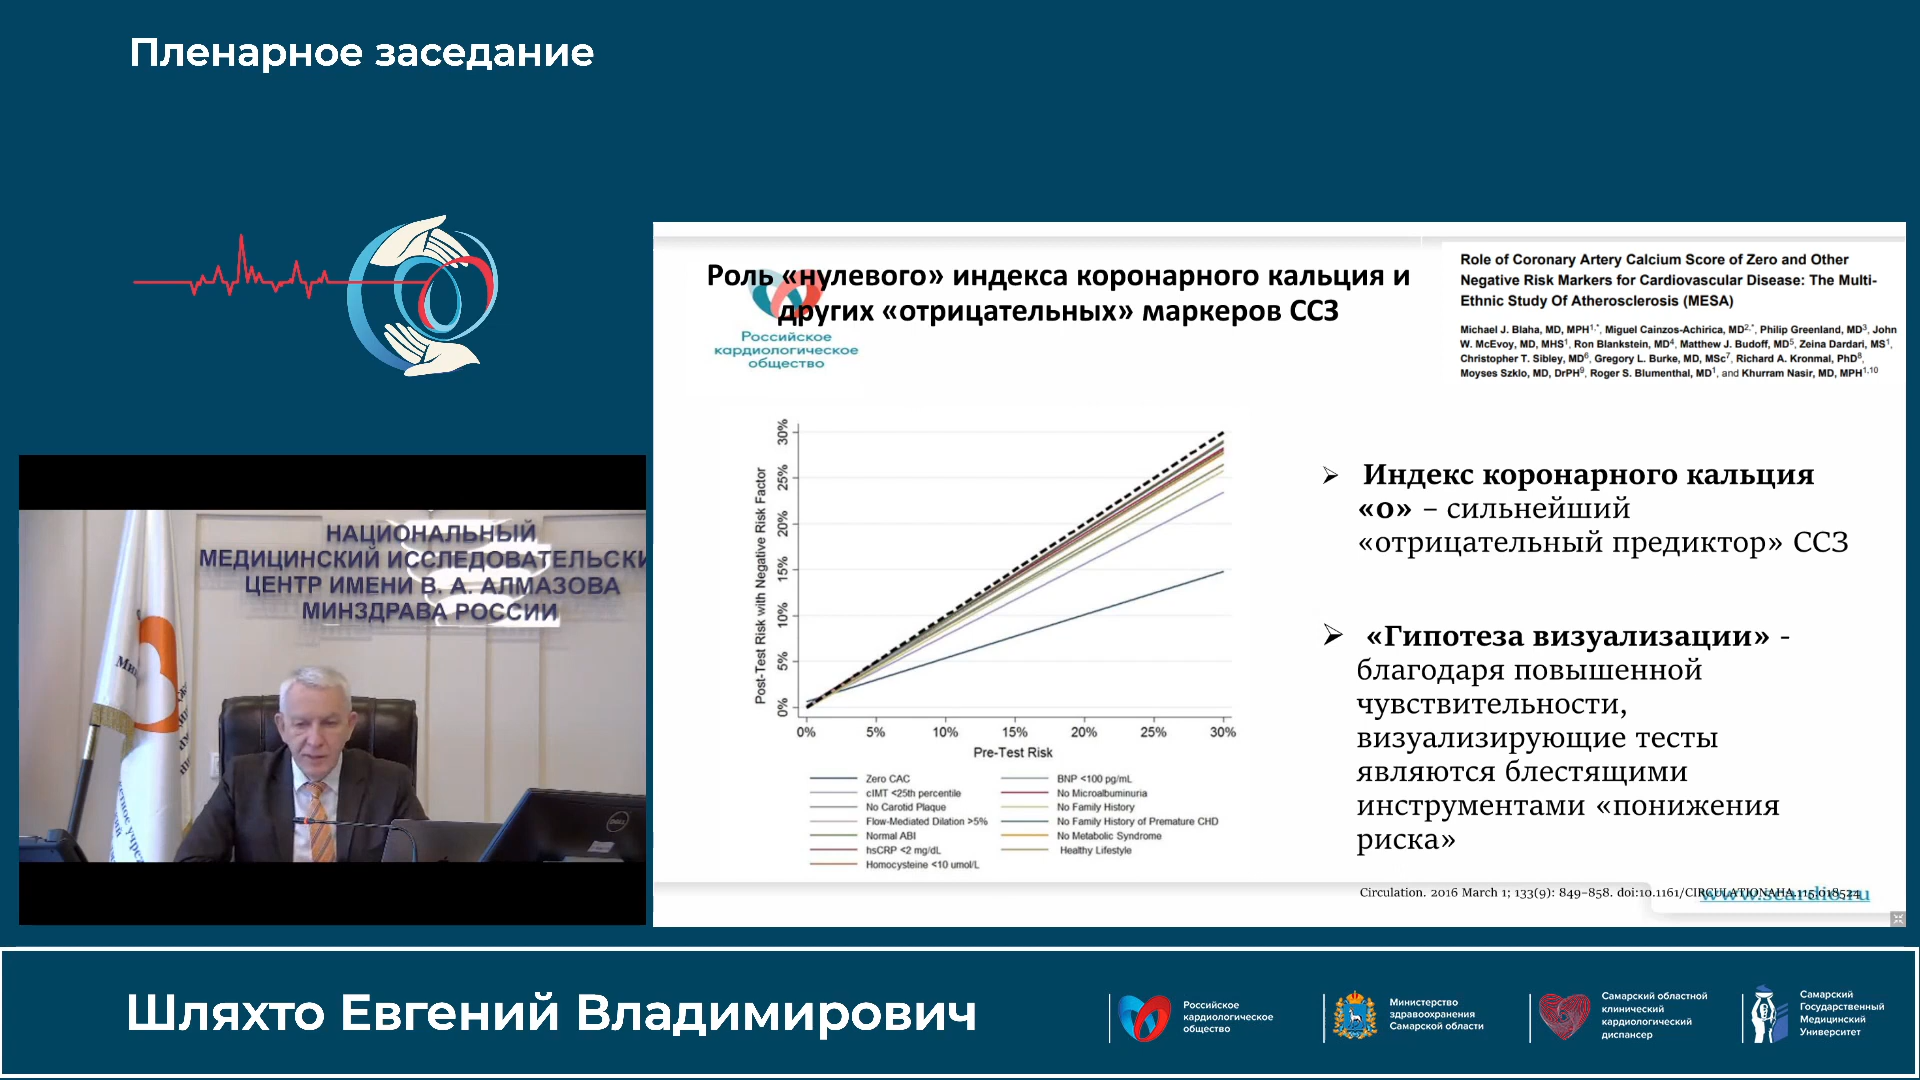 Пленарное заседание
НАЦИОНАЛЬНЫЙ
МЕДИЦИНСКИЙ ИССЛЕДОВАТЕЛЬСКИ
ЦЕНТР ИМЕНИ В. А. АЛМАЗОВА
МИНЗДРАВА РОССИИ
DELL
Роль «нулевого» индекса коронарного кальция и
других «отрицательных» маркеров ССЗ
Российское
кардиологическое
общество
Role of Coronary Artery Calcium Score of Zero and Other
Negative Risk Markers for Cardiovascular Disease: The Multi-
Ethnic Study Of Atherosclerosis (MESA)
Michael J. Blaha, MD, MPH1,*, Miguel Cainzos-Achirica, MD2,*, Philip Greenland, MD3, John
W. McEvoy, MD, MHS1, Ron Blankstein, MD4, Matthew J. Budoff, MD5, Zeina Dardari, MS1,
Christopher T. Sibley, MD6, Gregory L. Burke, MD, MSc7, Richard A. Kronmal, PhD8,
Moyses Szklo, MD, DrPH9, Roger S. Blumenthal, MD1, and Khurram Nasir, MD, MPH1,10
Post-Test Risk with Negative Risk Factor
30%
25%
20%
15%
10%
5%
0%
0% 5% 10% 15% 20% 25% 30%
Pre-Test Risk
Zero CAC
cIMT <25th percentile
No Carotid Plaque
Flow-Mediated Dilation >5%
Normal ABI
hsCRP <2 mg/dL
Homocysteine <10 umol/L
BNP <100 pg/mL
No Microalbuminuria
No Family History
No Family History of Premature CHD
No Metabolic Syndrome
Healthy Lifestyle
➢ Индекс коронарного кальция
«0» – сильнейший
«отрицательный предиктор» ССЗ
➢ «Гипотеза визуализации» -
благодаря повышенной
чувствительности,
визуализирующие тесты
являются блестящими
инструментами «понижения
риска»
Circulation. 2016 March 1; 133(9): 849–858. doi:10.1161/CIRCULATIONAHA.115.018524
www.scardio.ru
Шляхто Евгений Владимирович
Российское
кардиологическое
общество
Министерство
здравоохранения
Самарской области
Самарский областной
клинический
кардиологический
диспансер
Самарский
Государственный
Медицинский
Университет